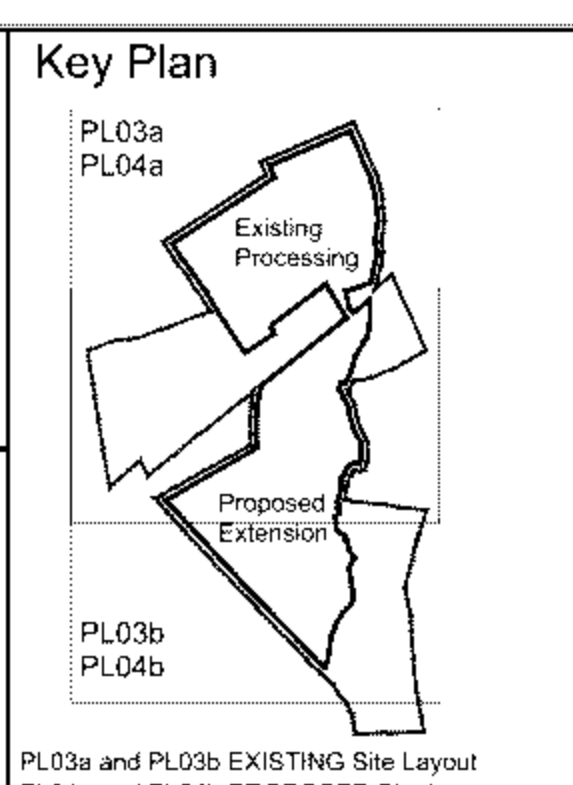 Key Plan
PL03a
PL04a
Existing
Processing
Proposed
Extension
PL03b
PL04b
PL03a and PL03b EXISTING Site Layout